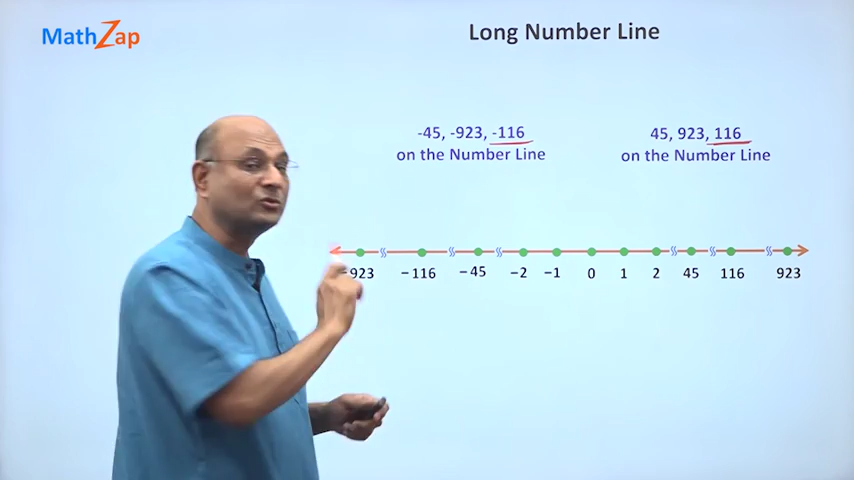 MathZap
Long Number Line
-45, -923, -116
on the Number Line
45, 923, 116
on the Number Line
−923 −116 −45 −2 −1 0 1 2 45 116 923